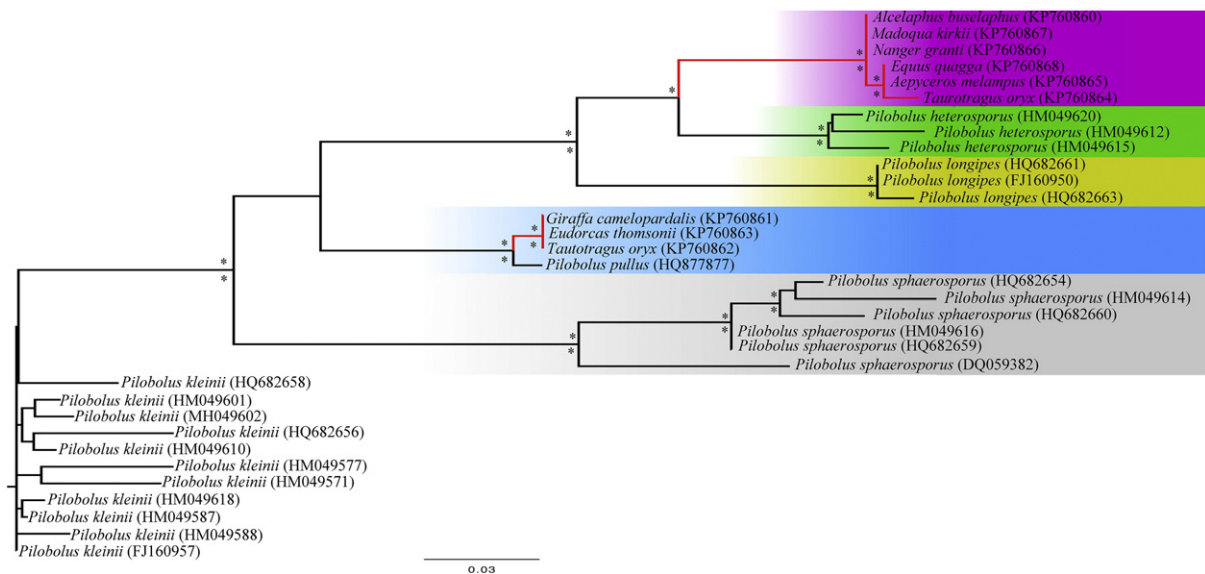 Alcelaphus buselaphus (KP760860)
Madoqua kirkii (KP760867)
Nanger granti (KP760866)
Equus quagga (KP760868)
Aepyceros melampus (KP760865)
Taurotragus oryx (KP760864)
Pilobolus heterosporus (HM049620)
Pilobolus heterosporus (HM049612)
Pilobolus heterosporus (HM049615)
Pilobolus longipes (HQ682661)
Pilobolus longipes (FJ160950)
Pilobolus longipes (HQ682663)
Giraffa camelopardalis (KP760861)
Eudorcas thomsonii (KP760863)
Tautotragus oryx (KP760862)
Pilobolus pullus (HQ877877)
Pilobolus sphaerosporus (HQ682654)
Pilobolus sphaerosporus (HM049614)
Pilobolus sphaerosporus (HQ682660)
Pilobolus sphaerosporus (HM049616)
Pilobolus sphaerosporus (HQ682659)
Pilobolus sphaerosporus (DQ059382)
Pilobolus kleinii (HQ682658)
Pilobolus kleinii (HM049601)
Pilobolus kleinii (MH049602)
Pilobolus kleinii (HQ682656)
Pilobolus kleinii (HM049610)
Pilobolus kleinii (HM049577)
Pilobolus kleinii (HM049571)
Pilobolus kleinii (HM049618)
Pilobolus kleinii (HM049587)
Pilobolus kleinii (HM049588)
Pilobolus kleinii (FJ160957)
0.03